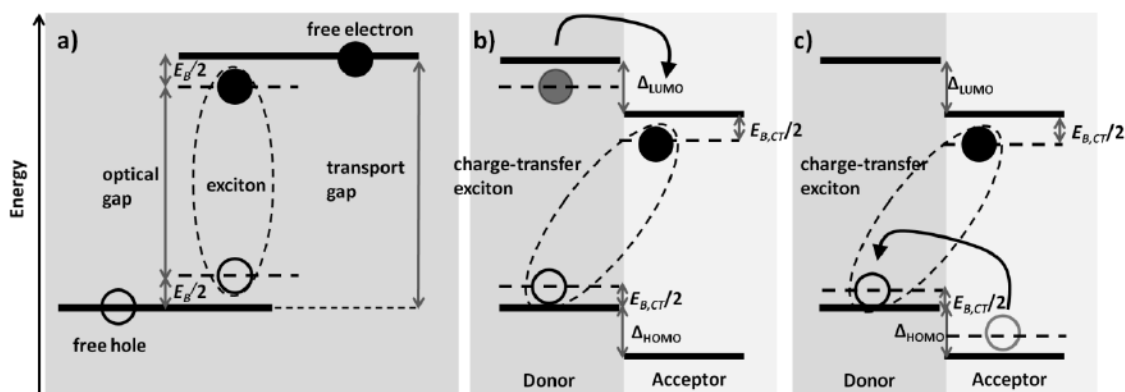 Energy
a)
free electron
E_B/2
optical
gap
exciton
transport
gap
E_B/2
free hole
b)
Δ_LUMO
E_B,CT/2
charge-transfer
exciton
E_B,CT/2
Δ_HOMO
Donor
Acceptor
c)
Δ_LUMO
E_B,CT/2
charge-transfer
exciton
E_B,CT/2
Δ_HOMO
Donor
Acceptor